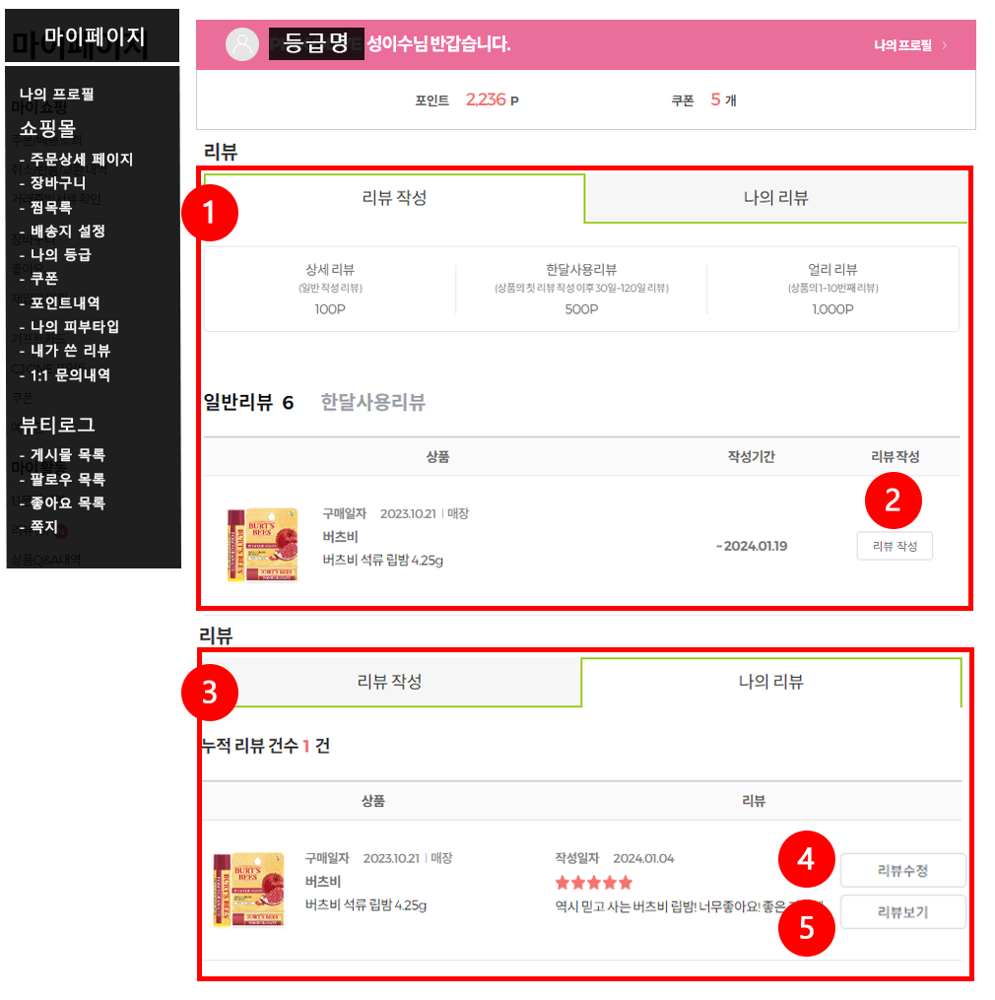 마이페이지
나의 프로필
쇼핑몰
- 주문상세 페이지
- 장바구니
- 찜목록
- 배송지 설정
- 나의 등급
- 쿠폰
- 포인트내역
- 나의 피부타입
- 내가 쓴 리뷰
- 1:1 문의내역
뷰티로그
- 게시물 목록
- 팔로우 목록
- 좋아요 목록
- 쪽지
상품Q&A내역
등급명 성이수님 반갑습니다. 나의 프로필 >
포인트 2,236 P 쿠폰 5 개
리뷰
1
리뷰 작성 나의 리뷰
상세 리뷰 한달사용리뷰 얼리 리뷰
(일반 작성 리뷰) (상품의 첫 리뷰 작성 이후 30일~120일 리뷰) (상품의 1~10번째 리뷰)
100P 500P 1,000P
일반리뷰 6 한달사용리뷰
상품 작성기간 리뷰 작성
2
구매일자 2023.10.21 | 매장
버츠비
버츠비 석류 립밤 4.25g
~ 2024.01.19
리뷰 작성
BURT'S BEES
리뷰
3
리뷰 작성 나의 리뷰
누적 리뷰 건수 1 건
상품 리뷰
구매일자 2023.10.21 | 매장
버츠비
버츠비 석류 립밤 4.25g
BURT'S BEES
작성일자 2024.01.04
역시 믿고 사는 버츠비 립밤! 너무좋아요! 좋은
4
리뷰수정
5
리뷰보기